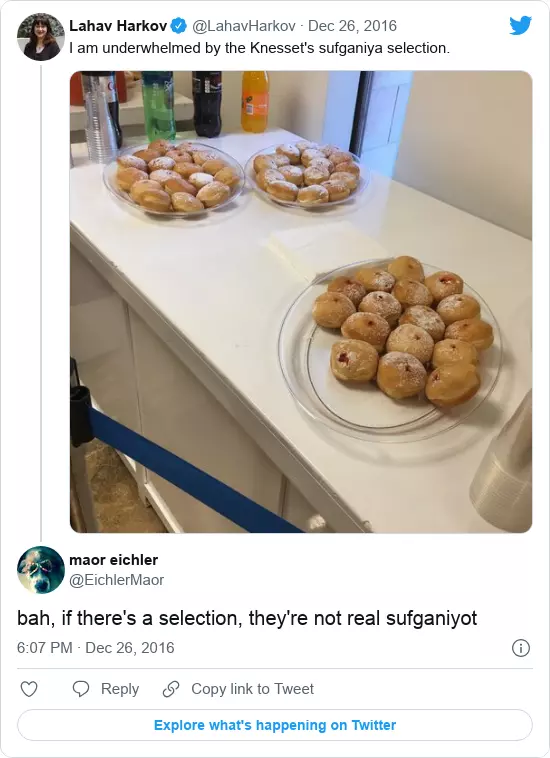 Lahav Harkov @LahavHarkov · Dec 26, 2016
I am underwhelmed by the Knesset's sufganiya selection.
maor eichler
@EichlerMaor
bah, if there's a selection, they're not real sufganiyot
6:07 PM · Dec 26, 2016
Reply Copy link to Tweet
Explore what's happening on Twitter